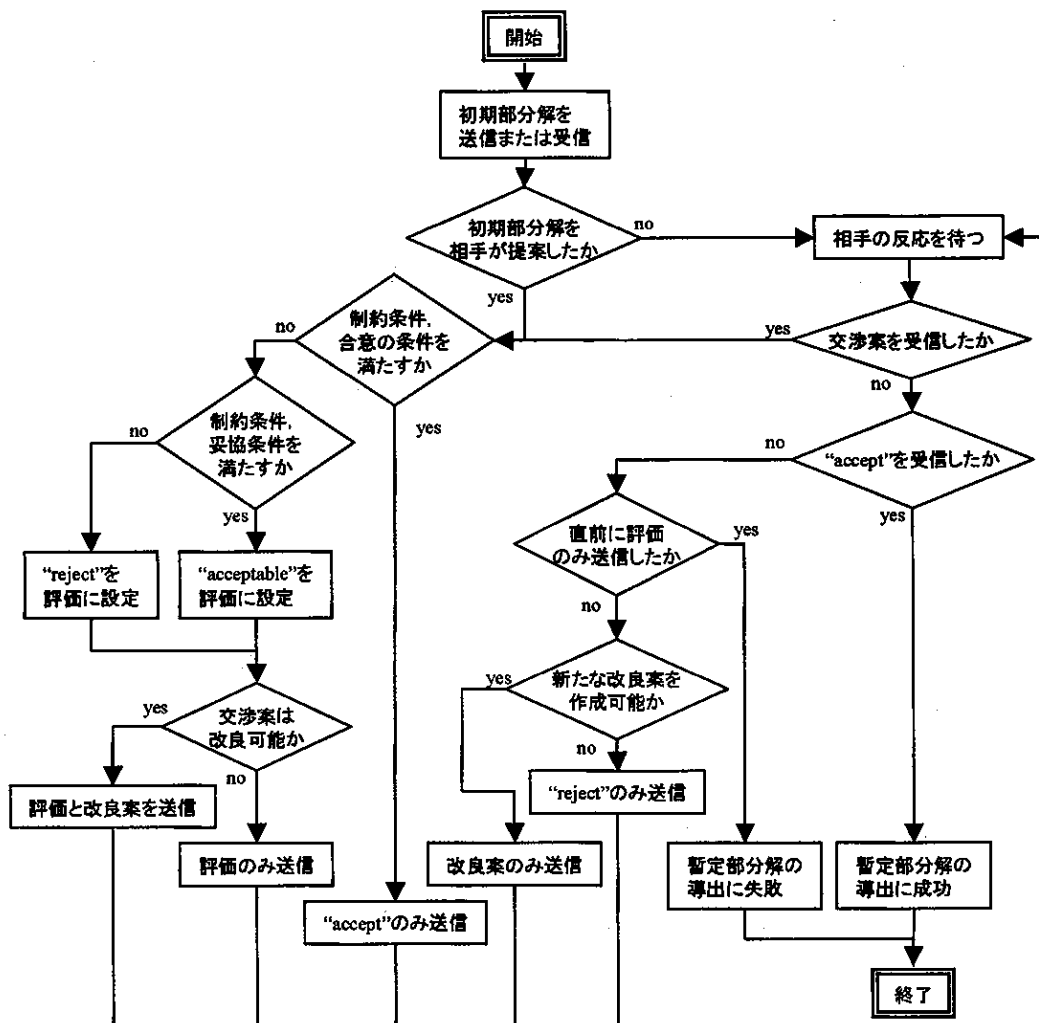 開始
初期部分解を
送信または受信
初期部分解を
相手が提案したか
no
相手の反応を待つ
yes
制約条件,
合意の条件を
満たすか
no
yes
交渉案を受信したか
no
制約条件,
妥協条件を
満たすか
no
yes
yes
no
“accept”を受信したか
yes
直前に評価
のみ送信したか
yes
no
“reject”を
評価に設定
“acceptable”を
評価に設定
新たな改良案を
作成可能か
yes
no
交渉案は
改良可能か
yes
no
“reject”のみ送信
評価と改良案を送信
評価のみ送信
改良案のみ送信
暫定部分解の
導出に失敗
暫定部分解の
導出に成功
“accept”のみ送信
終了